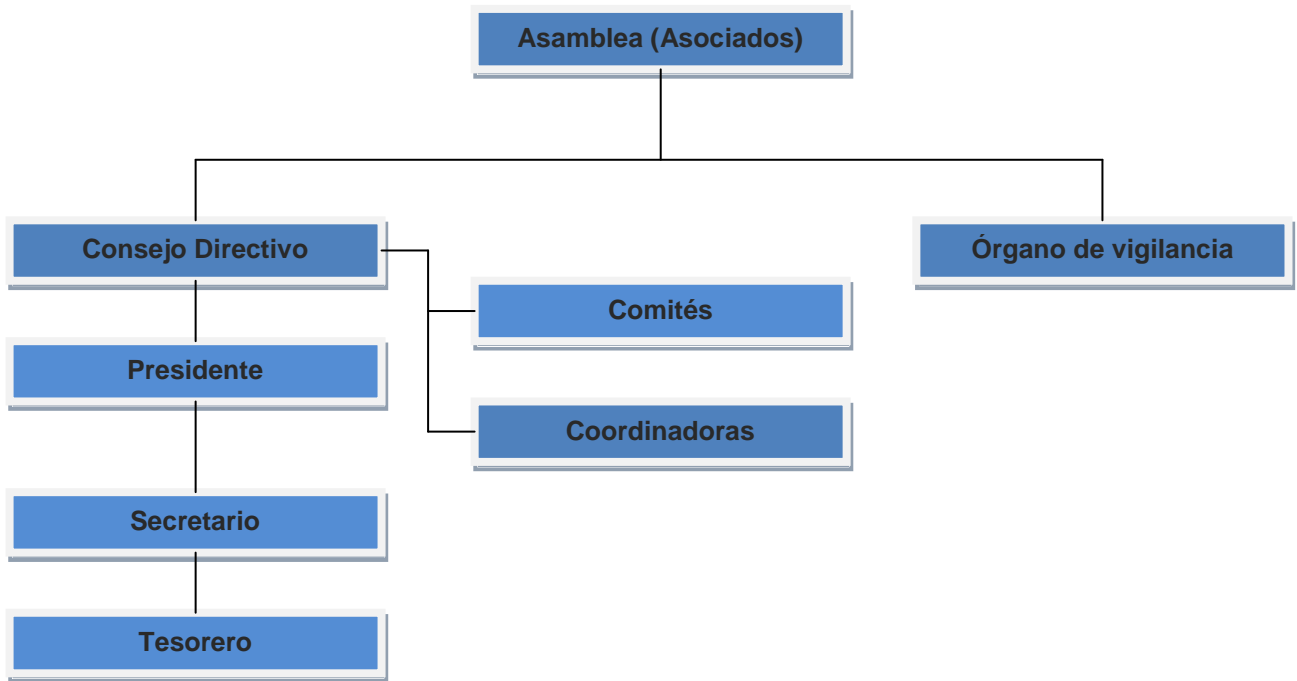 Asamblea (Asociados)
Consejo Directivo
Órgano de vigilancia
Comités
Presidente
Coordinadoras
Secretario
Tesorero